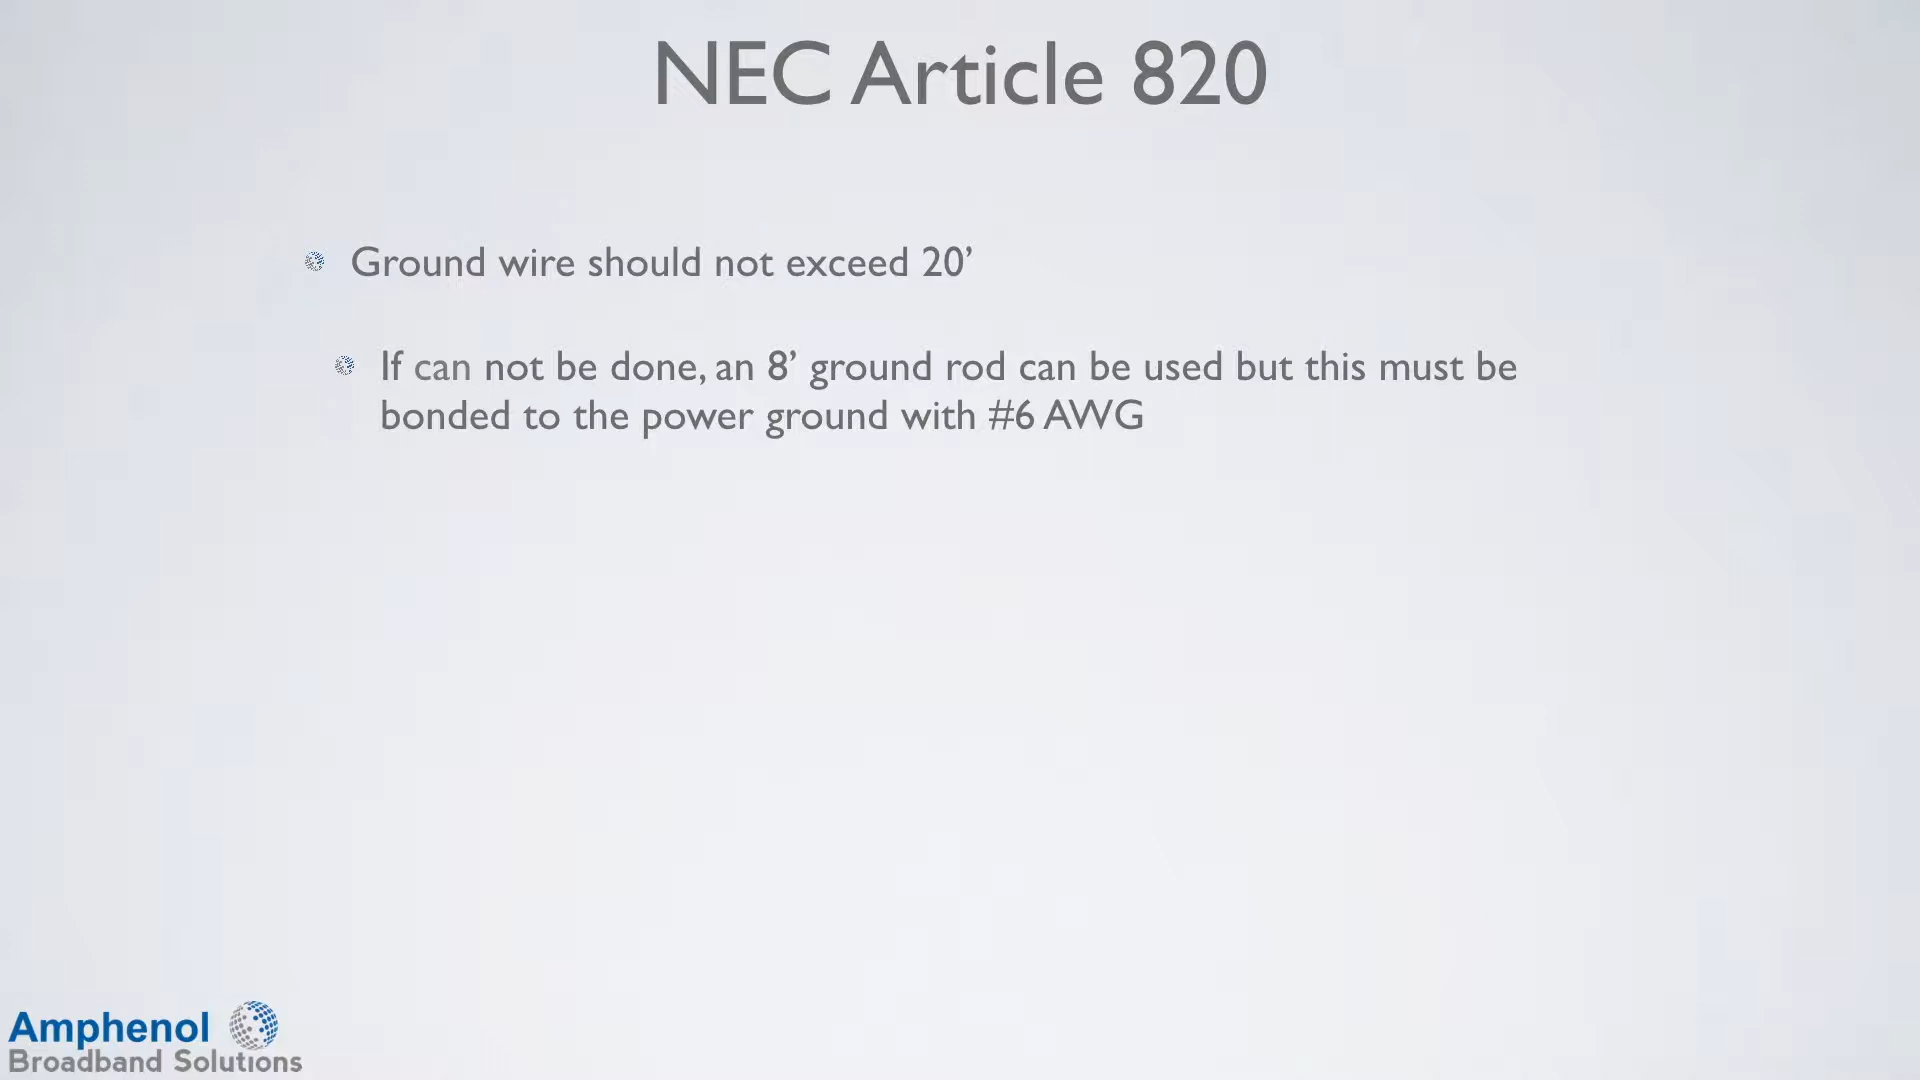 NEC Article 820
Ground wire should not exceed 20’
If can not be done, an 8’ ground rod can be used but this must be
bonded to the power ground with #6 AWG
Amphenol
Broadband Solutions